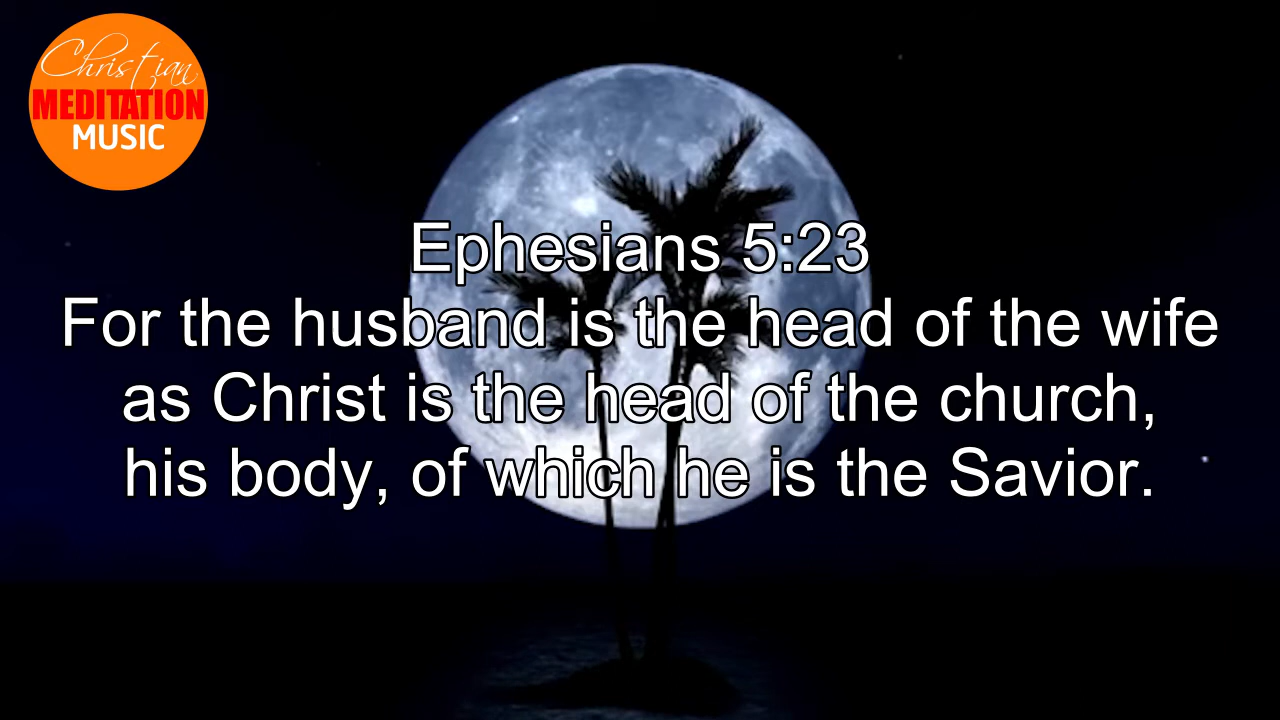 Christian
MEDITATION
MUSIC
Ephesians 5:23
For the husband is the head of the wife
as Christ is the head of the church,
his body, of which he is the Savior.